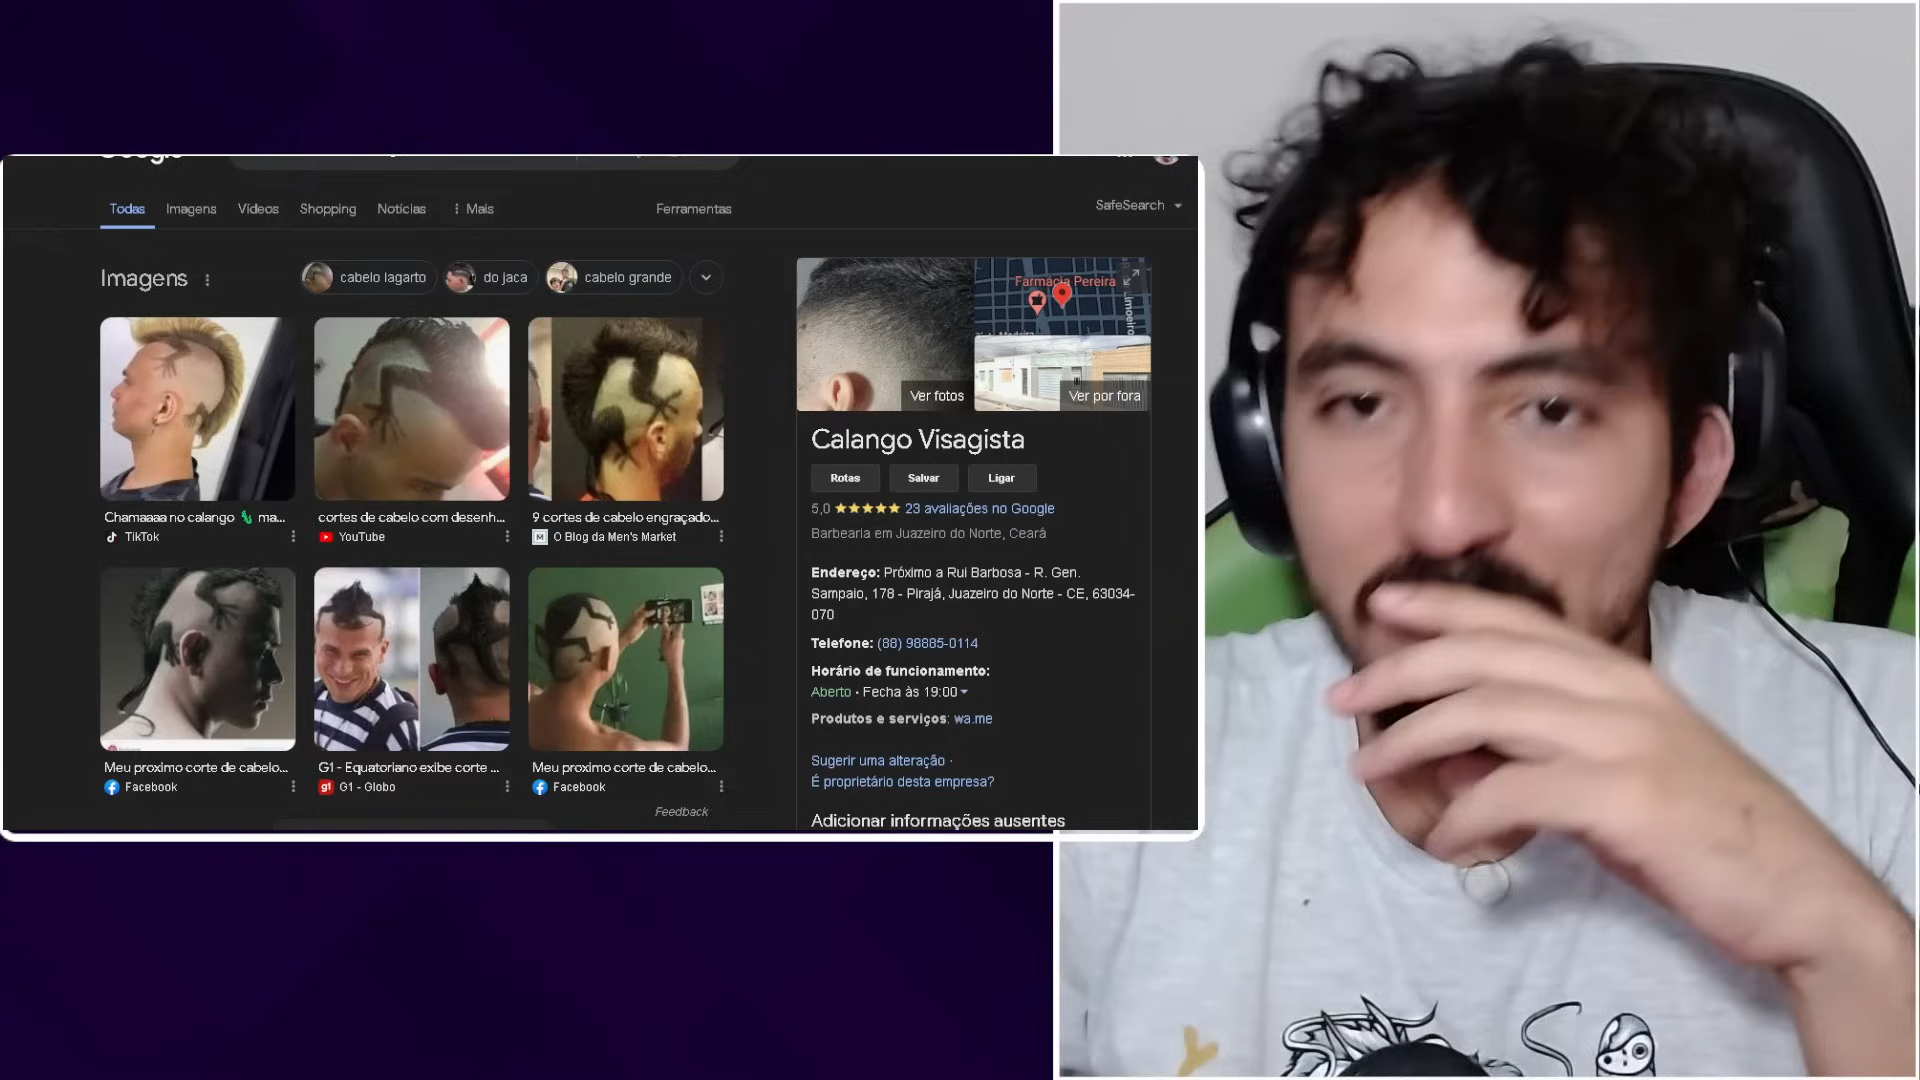 Google
Todas
Imagens
Vídeos
Shopping
Notícias
Mais
Ferramentas
SafeSearch
Imagens
cabelo lagarto
do jaca
cabelo grande
Chamaaaa no calango 🦎 ma...
TikTok
cortes de cabelo com desenh...
YouTube
9 cortes de cabelo engraçado...
M O Blog da Men's Market
Meu proximo corte de cabelo...
Facebook
G1 - Equatoriano exibe corte ...
g1 G1 - Globo
Meu proximo corte de cabelo...
Facebook
Feedback
Farmácia Pereira
Ver fotos
Ver por fora
Calango Visagista
Rotas
Salvar
Ligar
5,0 ★★★★★ 23 avaliações no Google
Barbearia em Juazeiro do Norte, Ceará
Endereço: Próximo a Rui Barbosa - R. Gen.
Sampaio, 178 - Pirajá, Juazeiro do Norte - CE, 63034-
070
Telefone: (88) 98885-0114
Horário de funcionamento:
Aberto · Fecha às 19:00
Produtos e serviços: wa.me
Sugerir uma alteração ·
É proprietário desta empresa?
Adicionar informações ausentes